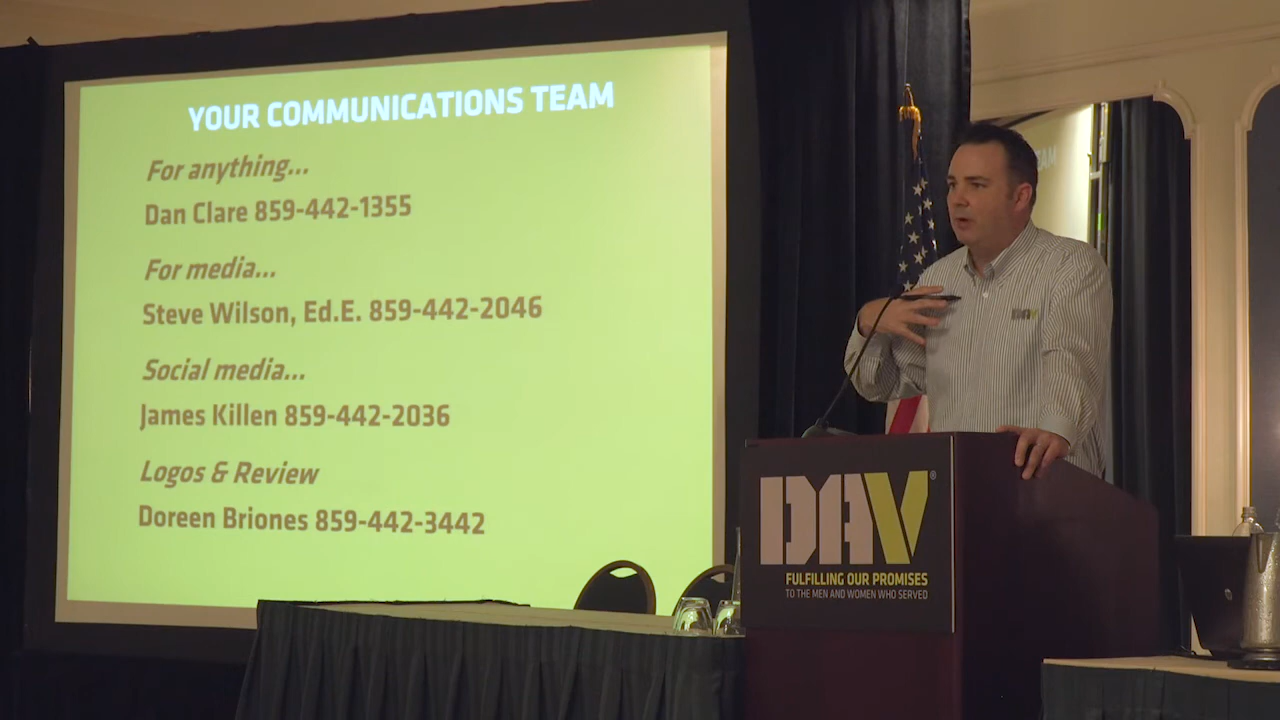 YOUR COMMUNICATIONS TEAM
For anything...
Dan Clare 859-442-1355
For media...
Steve Wilson, Ed.E. 859-442-2046
Social media...
James Killen 859-442-2036
Logos & Review
Doreen Briones 859-442-3442
EAM
DAV
DAV®
FULFILLING OUR PROMISES
TO THE MEN AND WOMEN WHO SERVED